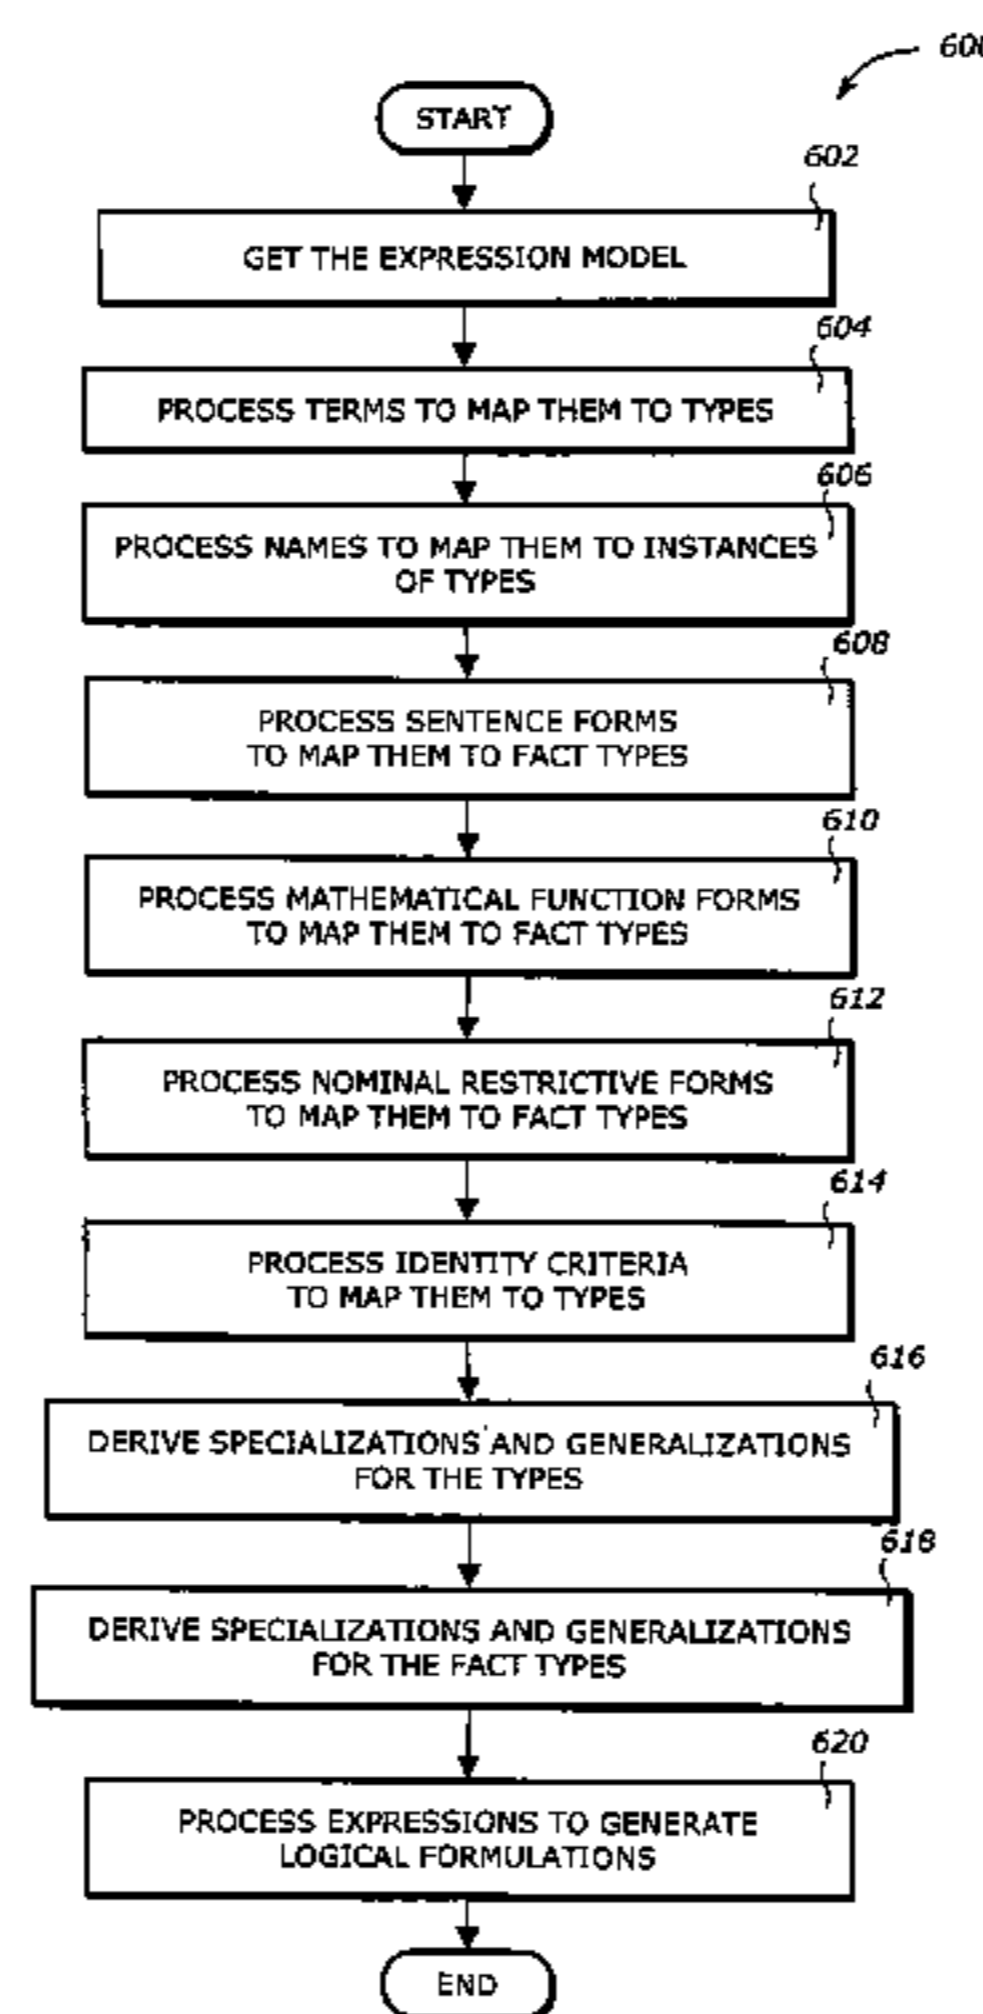 600
START
602
GET THE EXPRESSION MODEL
604
PROCESS TERMS TO MAP THEM TO TYPES
606
PROCESS NAMES TO MAP THEM TO INSTANCES
OF TYPES
608
PROCESS SENTENCE FORMS
TO MAP THEM TO FACT TYPES
610
PROCESS MATHEMATICAL FUNCTION FORMS
TO MAP THEM TO FACT TYPES
612
PROCESS NOMINAL RESTRICTIVE FORMS
TO MAP THEM TO FACT TYPES
614
PROCESS IDENTITY CRITERIA
TO MAP THEM TO TYPES
616
DERIVE SPECIALIZATIONS AND GENERALIZATIONS
FOR THE TYPES
618
DERIVE SPECIALIZATIONS AND GENERALIZATIONS
FOR THE FACT TYPES
620
PROCESS EXPRESSIONS TO GENERATE
LOGICAL FORMULATIONS
END